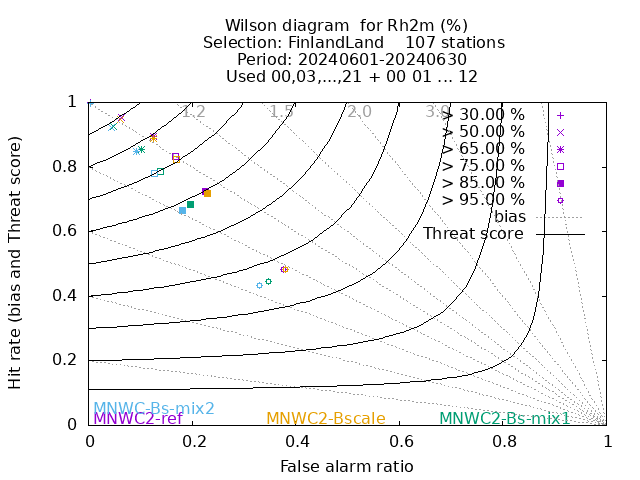 Wilson diagram  for Rh2m (%)
Selection: FinlandLand    107 stations
Period: 20240601-20240630
Used 00,03,...,21 + 00 01 ... 12
1
1.2
1.5
2.0
3.0
> 30.00 %
> 50.00 %
> 65.00 %
> 75.00 %
> 85.00 %
> 95.00 %
bias
Threat score
0.8
0.6
0.4
0.2
0
Hit rate (bias and Threat score)
MNWC-Bs-mix2
MNWC2-ref
MNWC2-Bscale
MNWC2-Bs-mix1
0
0.2
0.4
0.6
0.8
1
False alarm ratio